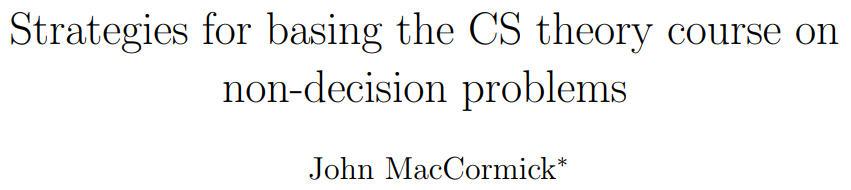 Strategies for basing the CS theory course on
non-decision problems
John MacCormick*